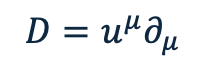 D = u^μ ∂_μ